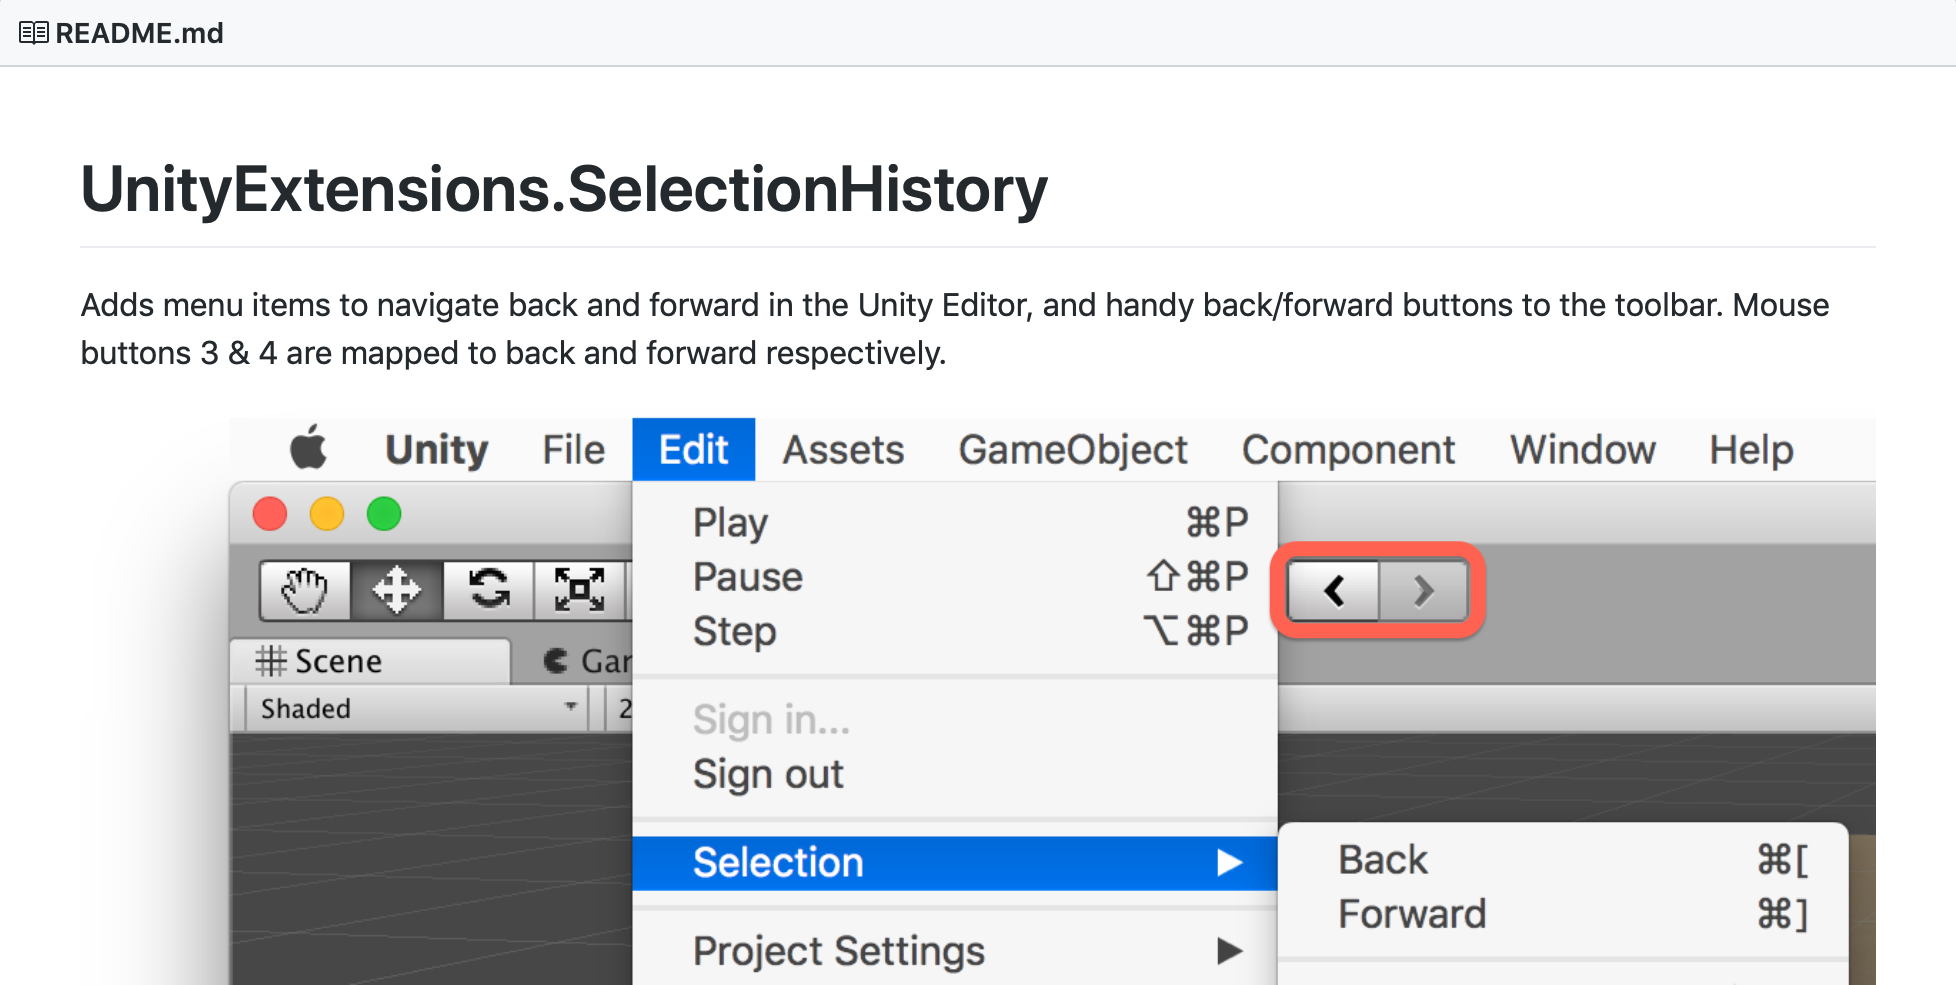 README.md
UnityExtensions.SelectionHistory
Adds menu items to navigate back and forward in the Unity Editor, and handy back/forward buttons to the toolbar. Mouse
buttons 3 & 4 are mapped to back and forward respectively.
Unity File Edit Assets GameObject Component Window Help
Play ⌘P
Pause ⇧⌘P
Step ⌥⌘P
Scene
Shaded 2
Sign in...
Sign out
Selection ▶
Back ⌘[
Forward ⌘]
Project Settings ▶